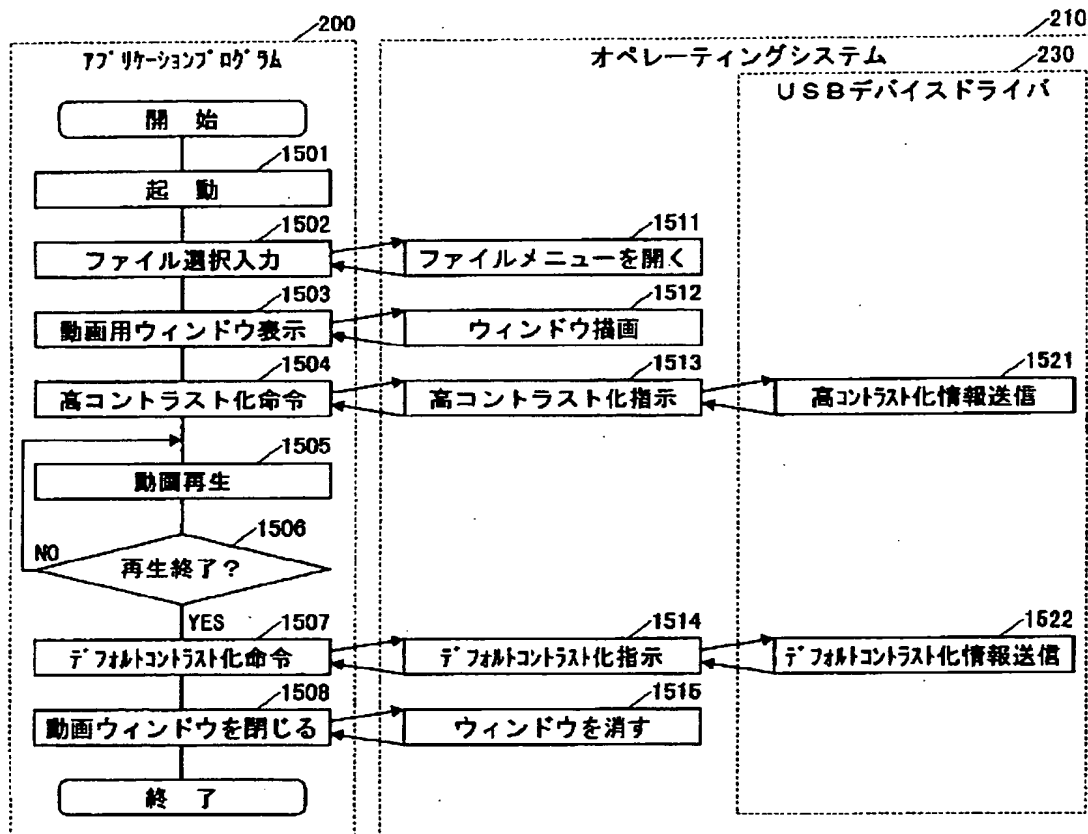 200
アプリケーションプログラム
210
オペレーティングシステム
230
USBデバイスドライバ
開 始
1501
起 動
1502
ファイル選択入力
1511
ファイルメニューを開く
1503
動画用ウィンドウ表示
1512
ウィンドウ描画
1504
高コントラスト化命令
1513
高コントラスト化指示
1521
高コントラスト化情報送信
1505
動画再生
1506
再生終了?
NO
YES
1507
デフォルトコントラスト化命令
1514
デフォルトコントラスト化指示
1522
デフォルトコントラスト化情報送信
1508
動画ウィンドウを閉じる
1515
ウィンドウを消す
終 了